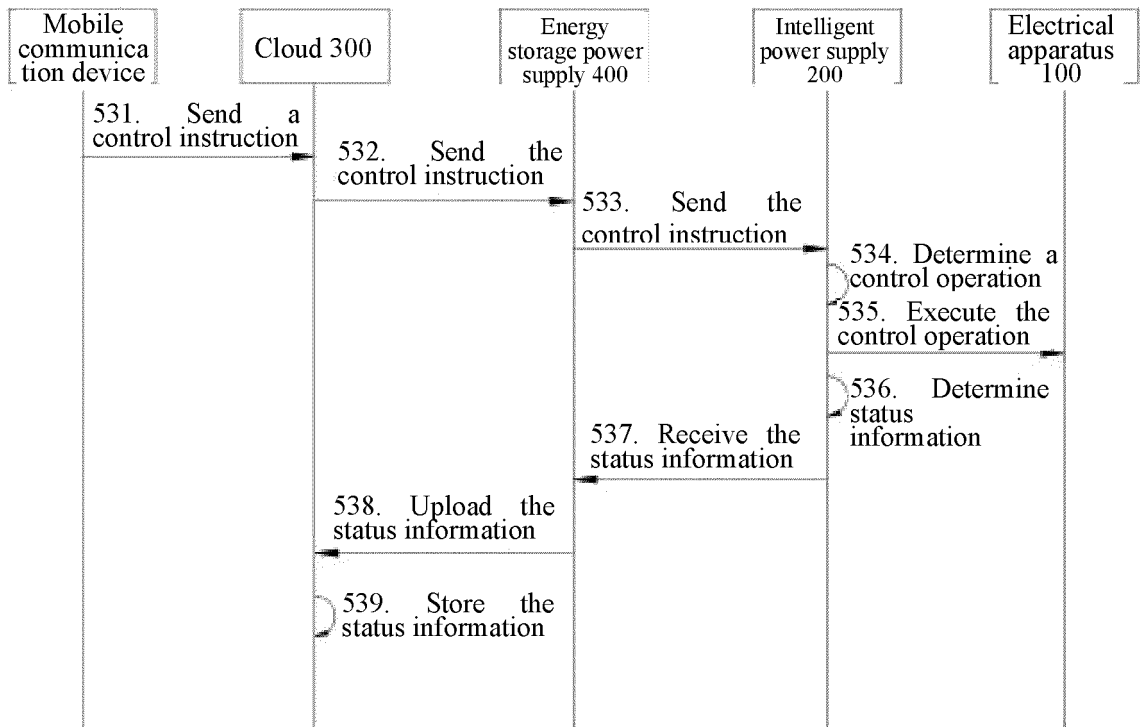 Mobile
communica
tion device
Cloud 300
Energy
storage power
supply 400
Intelligent
power supply
200
Electrical
apparatus
100
531. Send a
control instruction
532. Send the
control instruction
533. Send the
control instruction
534. Determine a
control operation
535. Execute the
control operation
536. Determine
status
information
537. Receive the
status information
538. Upload the
status information
539. Store the
status information